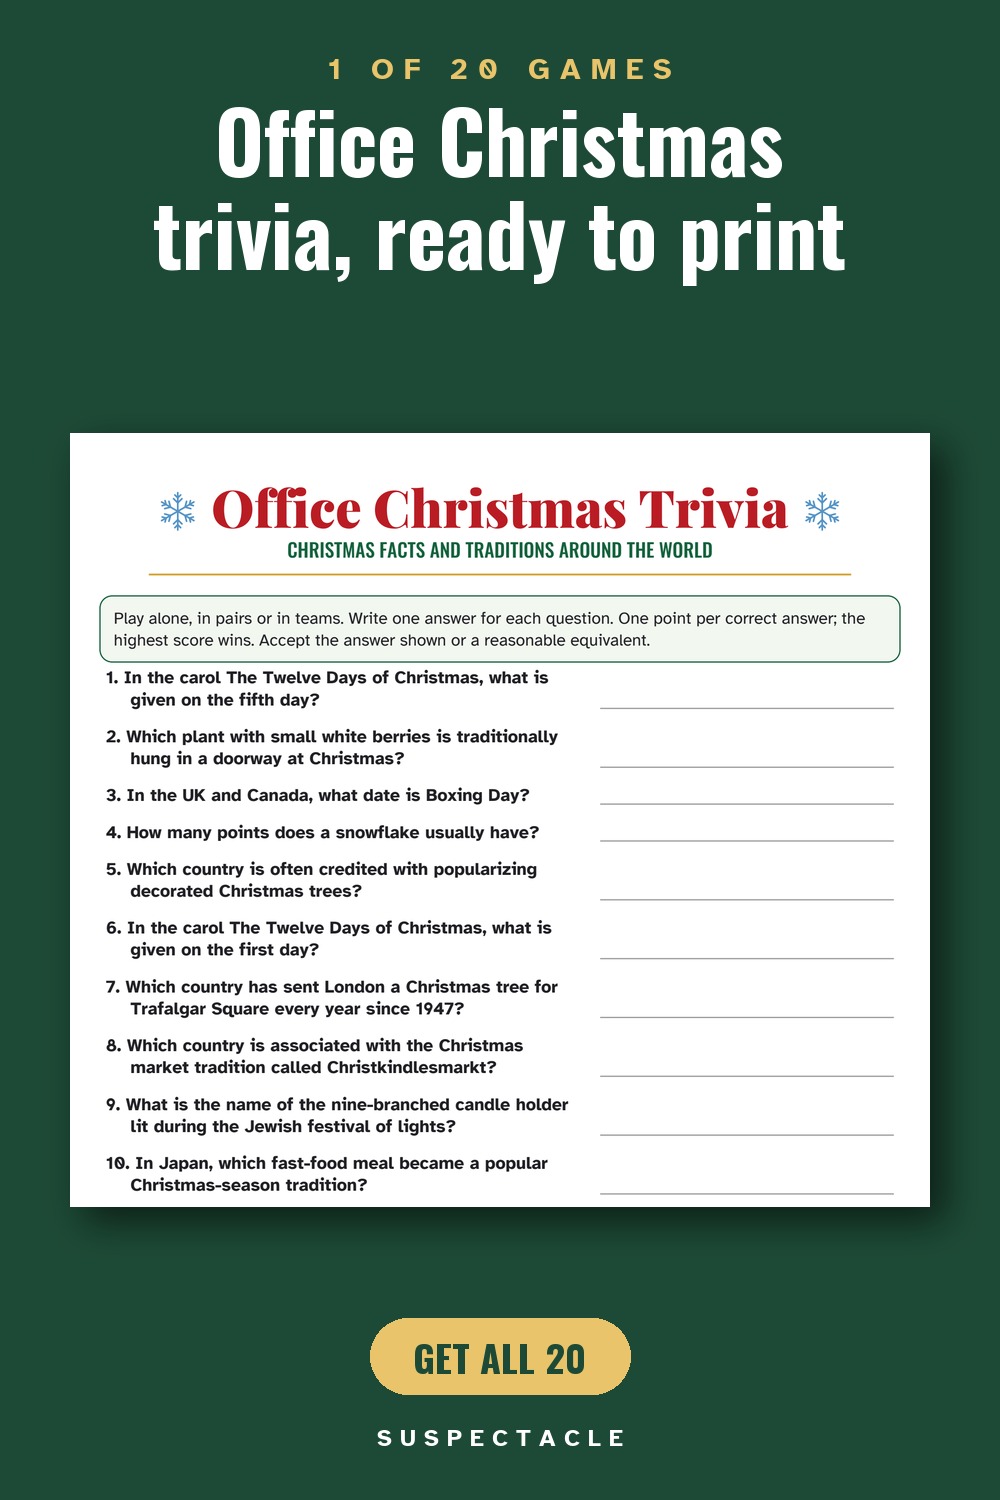 1 OF 20 GAMES
Office Christmas
trivia, ready to print
Office Christmas Trivia
CHRISTMAS FACTS AND TRADITIONS AROUND THE WORLD
Play alone, in pairs or in teams. Write one answer for each question. One point per correct answer; the
highest score wins. Accept the answer shown or a reasonable equivalent.
1. In the carol The Twelve Days of Christmas, what is
given on the fifth day?
2. Which plant with small white berries is traditionally
hung in a doorway at Christmas?
3. In the UK and Canada, what date is Boxing Day?
4. How many points does a snowflake usually have?
5. Which country is often credited with popularizing
decorated Christmas trees?
6. In the carol The Twelve Days of Christmas, what is
given on the first day?
7. Which country has sent London a Christmas tree for
Trafalgar Square every year since 1947?
8. Which country is associated with the Christmas
market tradition called Christkindlesmarkt?
9. What is the name of the nine-branched candle holder
lit during the Jewish festival of lights?
10. In Japan, which fast-food meal became a popular
Christmas-season tradition?
GET ALL 20
SUSPECTACLE